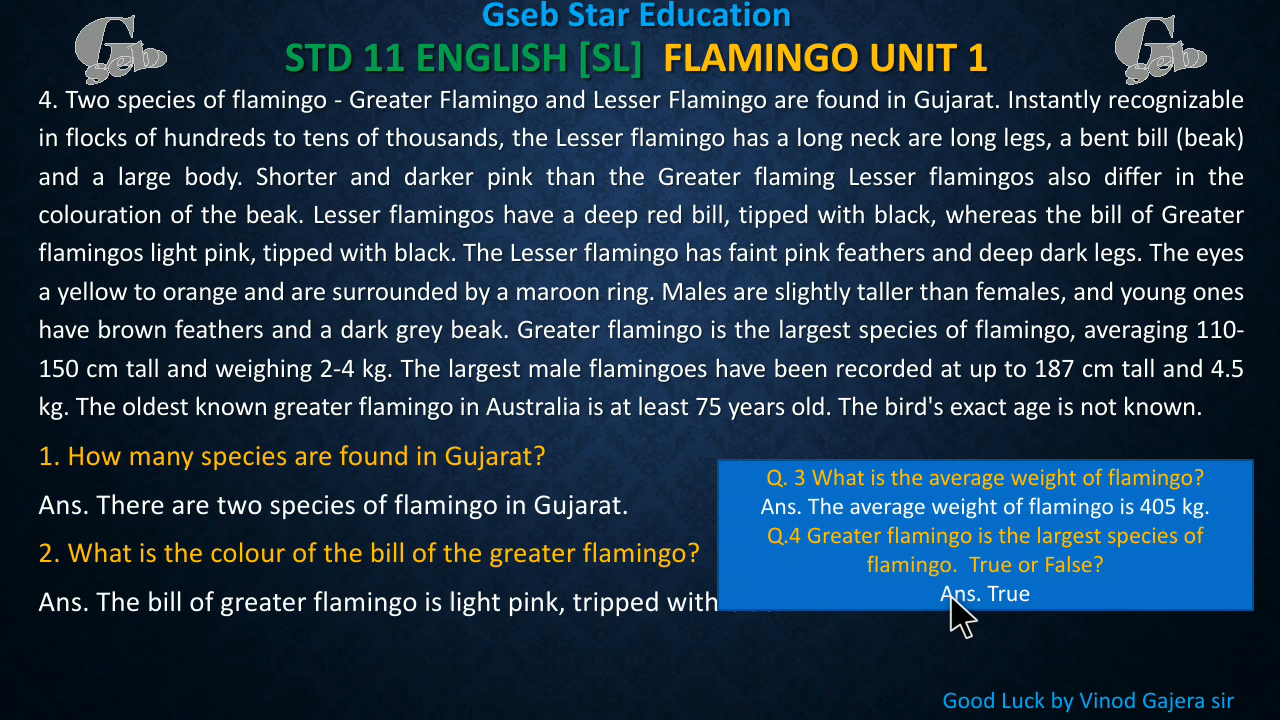 Gseb Star Education
Gseb
STD 11 ENGLISH [SL] FLAMINGO UNIT 1
Gseb
4. Two species of flamingo - Greater Flamingo and Lesser Flamingo are found in Gujarat. Instantly recognizable
in flocks of hundreds to tens of thousands, the Lesser flamingo has a long neck are long legs, a bent bill (beak)
and a large body. Shorter and darker pink than the Greater flaming Lesser flamingos also differ in the
colouration of the beak. Lesser flamingos have a deep red bill, tipped with black, whereas the bill of Greater
flamingos light pink, tipped with black. The Lesser flamingo has faint pink feathers and deep dark legs. The eyes
a yellow to orange and are surrounded by a maroon ring. Males are slightly taller than females, and young ones
have brown feathers and a dark grey beak. Greater flamingo is the largest species of flamingo, averaging 110-
150 cm tall and weighing 2-4 kg. The largest male flamingoes have been recorded at up to 187 cm tall and 4.5
kg. The oldest known greater flamingo in Australia is at least 75 years old. The bird's exact age is not known.
1. How many species are found in Gujarat?
Ans. There are two species of flamingo in Gujarat.
2. What is the colour of the bill of the greater flamingo?
Ans. The bill of greater flamingo is light pink, tripped with
Q. 3 What is the average weight of flamingo?
Ans. The average weight of flamingo is 405 kg.
Q.4 Greater flamingo is the largest species of
flamingo. True or False?
Ans. True
Good Luck by Vinod Gajera sir